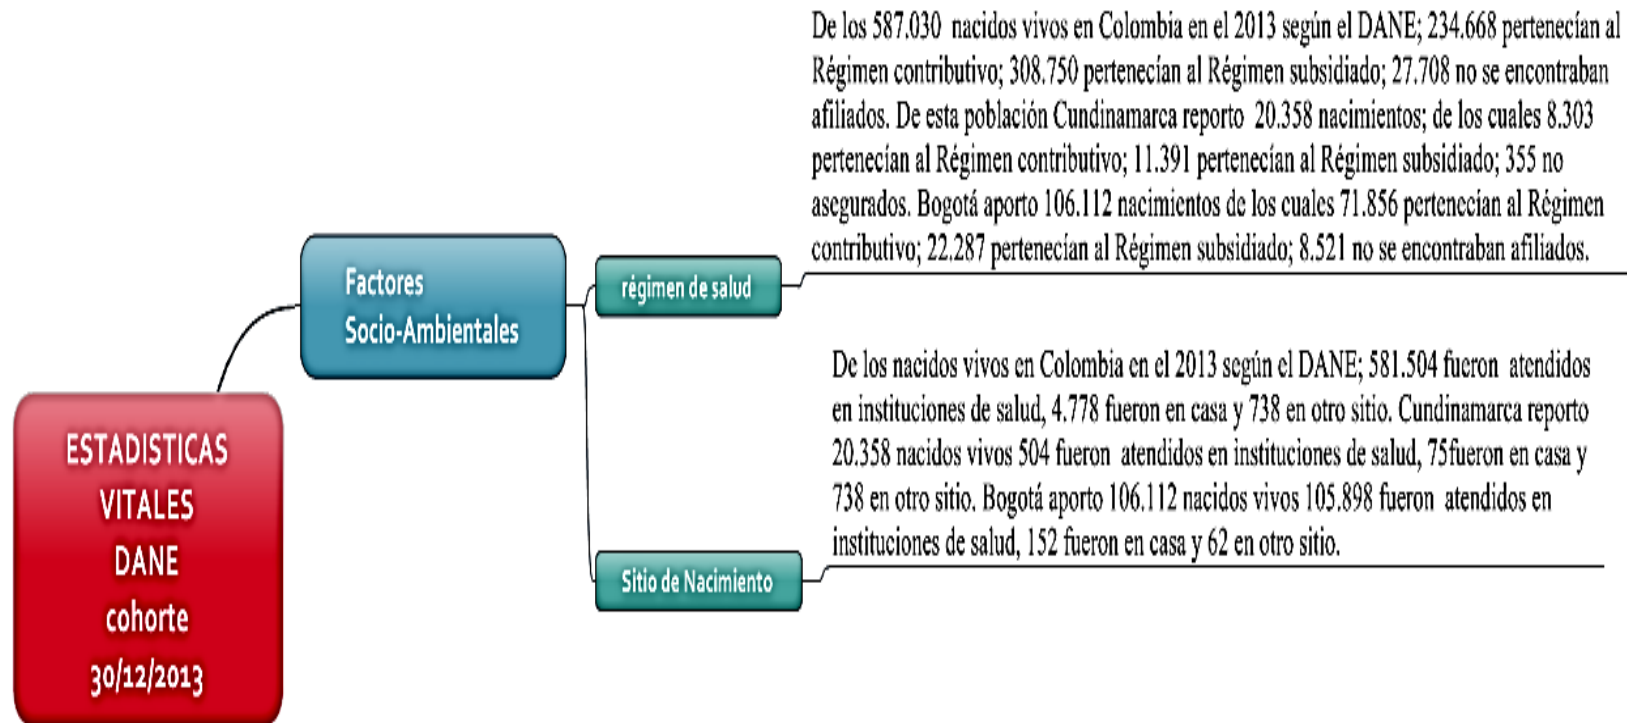 ESTADISTICAS
VITALES
DANE
cohorte
30/12/2013
Factores
Socio-Ambientales
régimen de salud
De los 587.030 nacidos vivos en Colombia en el 2013 según el DANE; 234.668 pertenecían al
Régimen contributivo; 308.750 pertenecían al Régimen subsidiado; 27.708 no se encontraban
afiliados. De esta población Cundinamarca reporto 20.358 nacimientos; de los cuales 8.303
pertenecían al Régimen contributivo; 11.391 pertenecían al Régimen subsidiado; 355 no
asegurados. Bogotá aporto 106.112 nacimientos de los cuales 71.856 pertenecían al Régimen
contributivo; 22.287 pertenecían al Régimen subsidiado; 8.521 no se encontraban afiliados.
Sitio de Nacimiento
De los nacidos vivos en Colombia en el 2013 según el DANE; 581.504 fueron atendidos
en instituciones de salud, 4.778 fueron en casa y 738 en otro sitio. Cundinamarca reporto
20.358 nacidos vivos 504 fueron atendidos en instituciones de salud, 75fueron en casa y
738 en otro sitio. Bogotá aporto 106.112 nacidos vivos 105.898 fueron atendidos en
instituciones de salud, 152 fueron en casa y 62 en otro sitio.